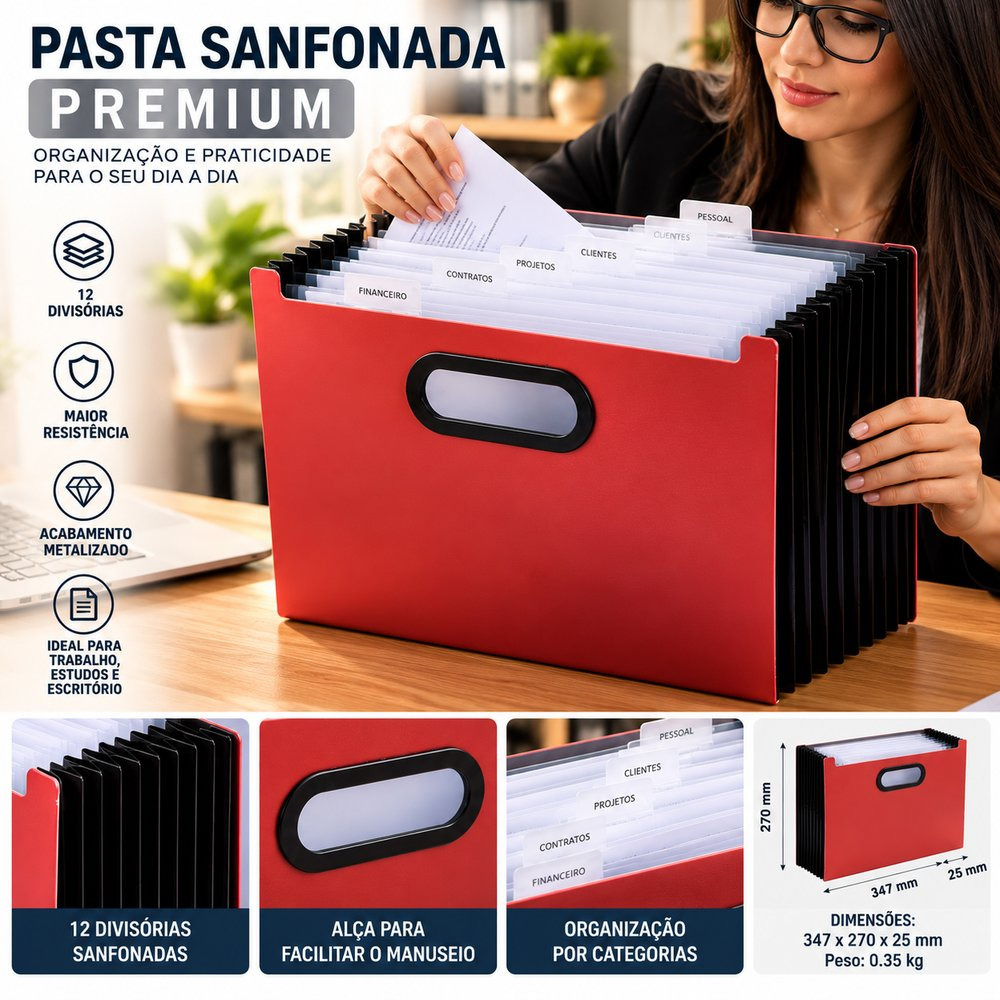 PASTA SANFONADA
PREMIUM
ORGANIZAÇÃO E PRATICIDADE
PARA O SEU DIA A DIA
12
DIVISÓRIAS
MAIOR
RESISTÊNCIA
ACABAMENTO
METALIZADO
IDEAL PARA
TRABALHO,
ESTUDOS E
ESCRITÓRIO
PESSOAL
CLIENTES
CLIENTES
PROJETOS
CONTRATOS
FINANCEIRO
12 DIVISÓRIAS
SANFONADAS
ALÇA PARA
FACILITAR O MANUSEIO
PESSOAL
CLIENTES
PROJETOS
CONTRATOS
FINANCEIRO
ORGANIZAÇÃO
POR CATEGORIAS
270 mm
347 mm
25 mm
DIMENSÕES:
347 x 270 x 25 mm
Peso: 0.35 kg